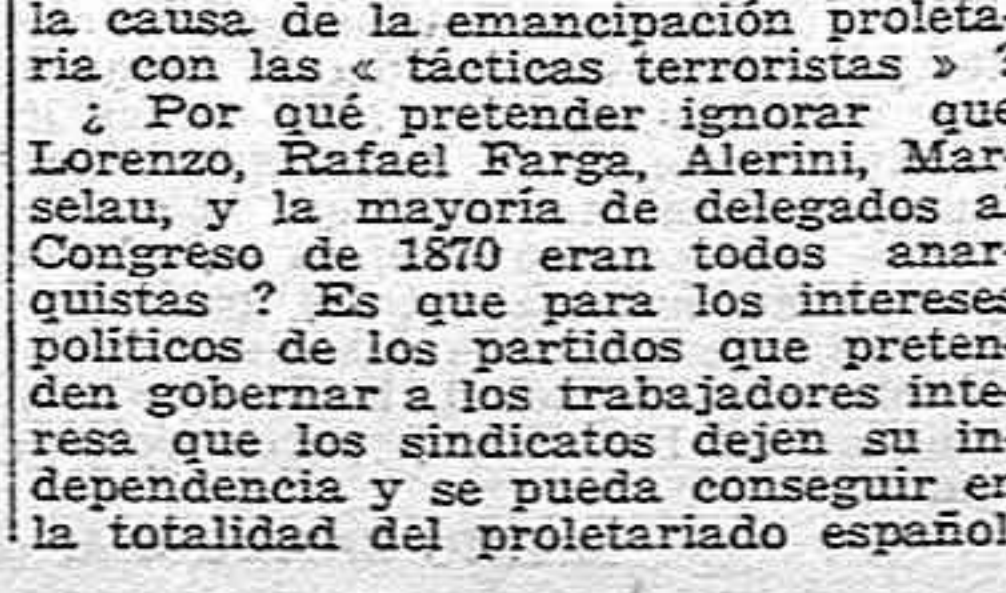 la causa de la emancipación proleta-
ria con las « tácticas terroristas » ?
¿ Por qué pretender ignorar que
Lorenzo, Rafael Farga, Alerini, Mar
selau, y la mayoría de delegados a
Congreso de 1870 eran todos anar-
quistas ? Es que para los interese
políticos de los partidos que preten-
den gobernar a los trabajadores inte
resa que los sindicatos dejen su in
dependencia y se pueda conseguir en
la totalidad del proletariado español